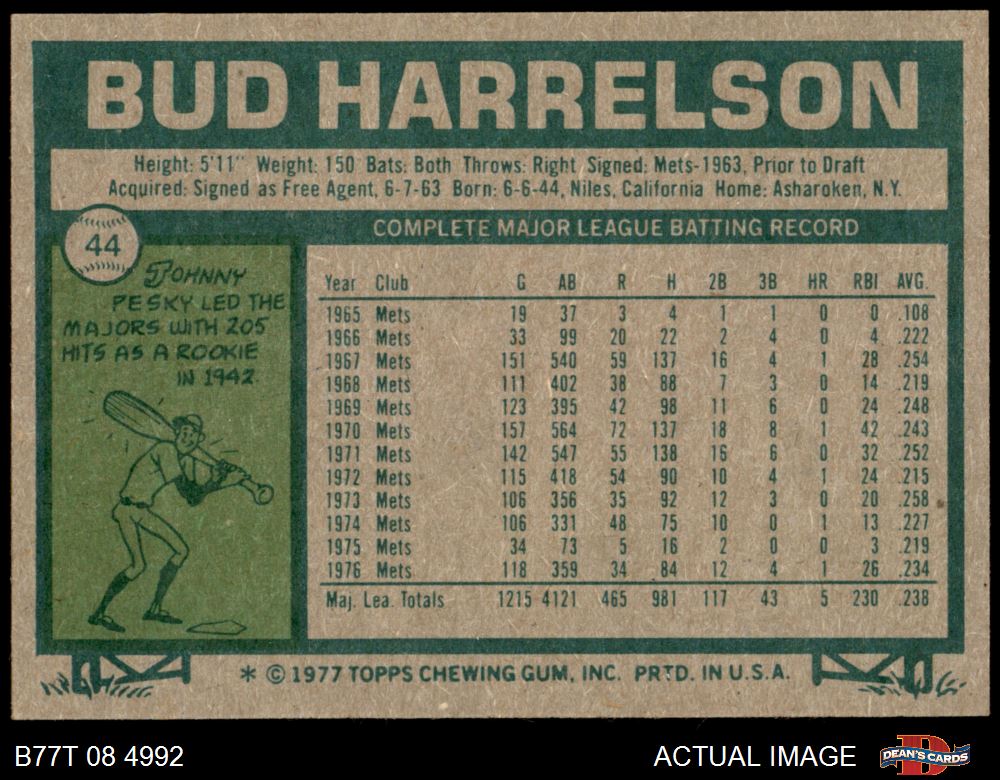 BUD HARRELSON
Height: 5'11" Weight: 150 Bats: Both Throws: Right Signed: Mets-1963, Prior to Draft
Acquired: Signed as Free Agent, 6-7-63 Born: 6-6-44, Niles, California Home: Asharoken, N.Y.
44
JOHNNY
PESKY LED THE
MAJORS WITH 205
HITS AS A ROOKIE
IN 1942.
COMPLETE MAJOR LEAGUE BATTING RECORD
Year Club G AB R H 2B 3B HR RBI AVG.
1965 Mets 19 37 3 4 1 1 0 0 .108
1966 Mets 33 99 20 22 2 4 0 4 .222
1967 Mets 151 540 59 137 16 4 1 28 .254
1968 Mets 111 402 38 88 7 3 0 14 .219
1969 Mets 123 395 42 98 11 6 0 24 .248
1970 Mets 157 564 72 137 18 8 1 42 .243
1971 Mets 142 547 55 138 16 6 0 32 .252
1972 Mets 115 418 54 90 10 4 1 24 .215
1973 Mets 106 356 35 92 12 3 0 20 .258
1974 Mets 106 331 48 75 10 0 1 13 .227
1975 Mets 34 73 5 16 2 0 0 3 .219
1976 Mets 118 359 34 84 12 4 1 26 .234
Maj. Lea. Totals 1215 4121 465 981 117 43 5 230 .238
* © 1977 TOPPS CHEWING GUM, INC. PRTD. IN U.S.A.
B77T 08 4992
ACTUAL IMAGE
DEAN'S CARDS